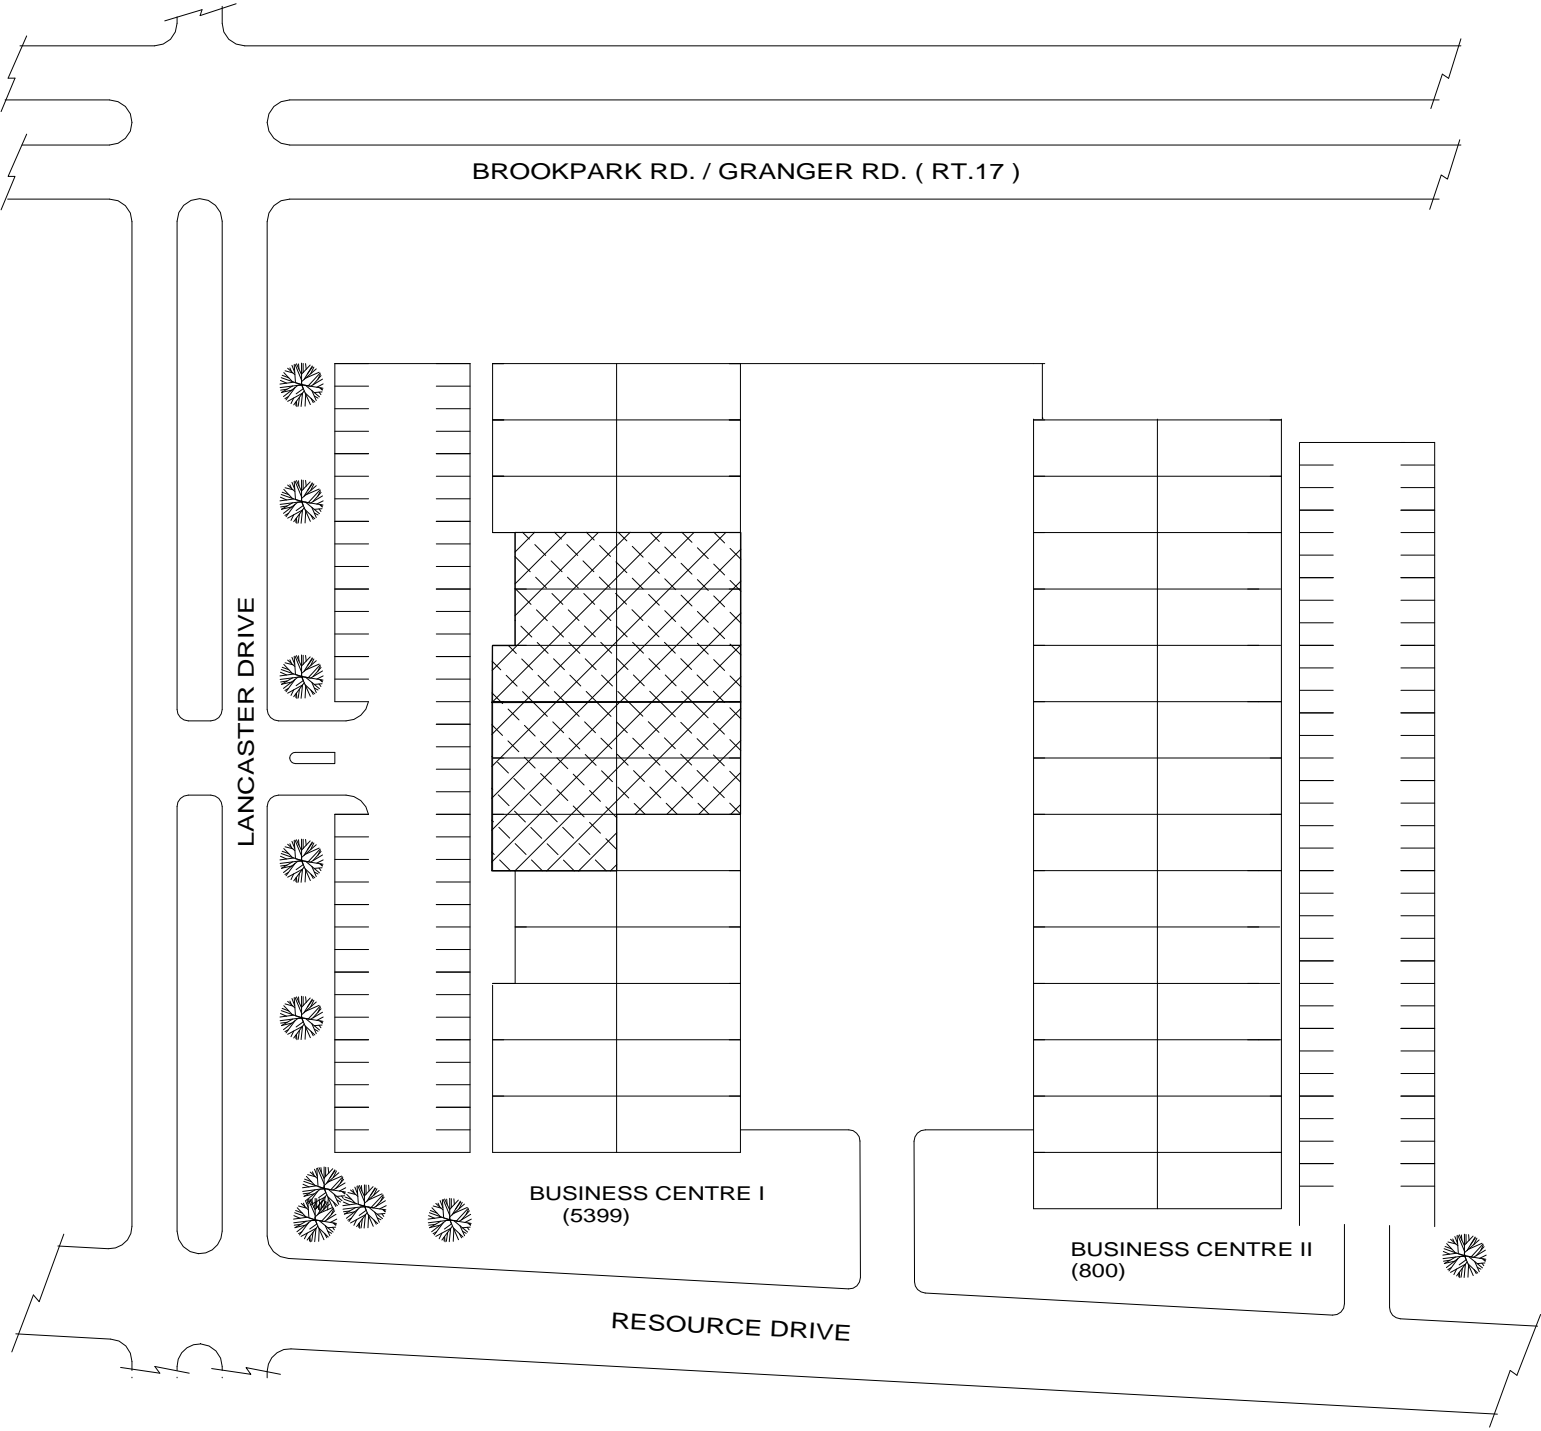 BROOKPARK RD. / GRANGER RD. ( RT.17 )
LANCASTER DRIVE
BUSINESS CENTRE I
(5399)
BUSINESS CENTRE II
(800)
RESOURCE DRIVE